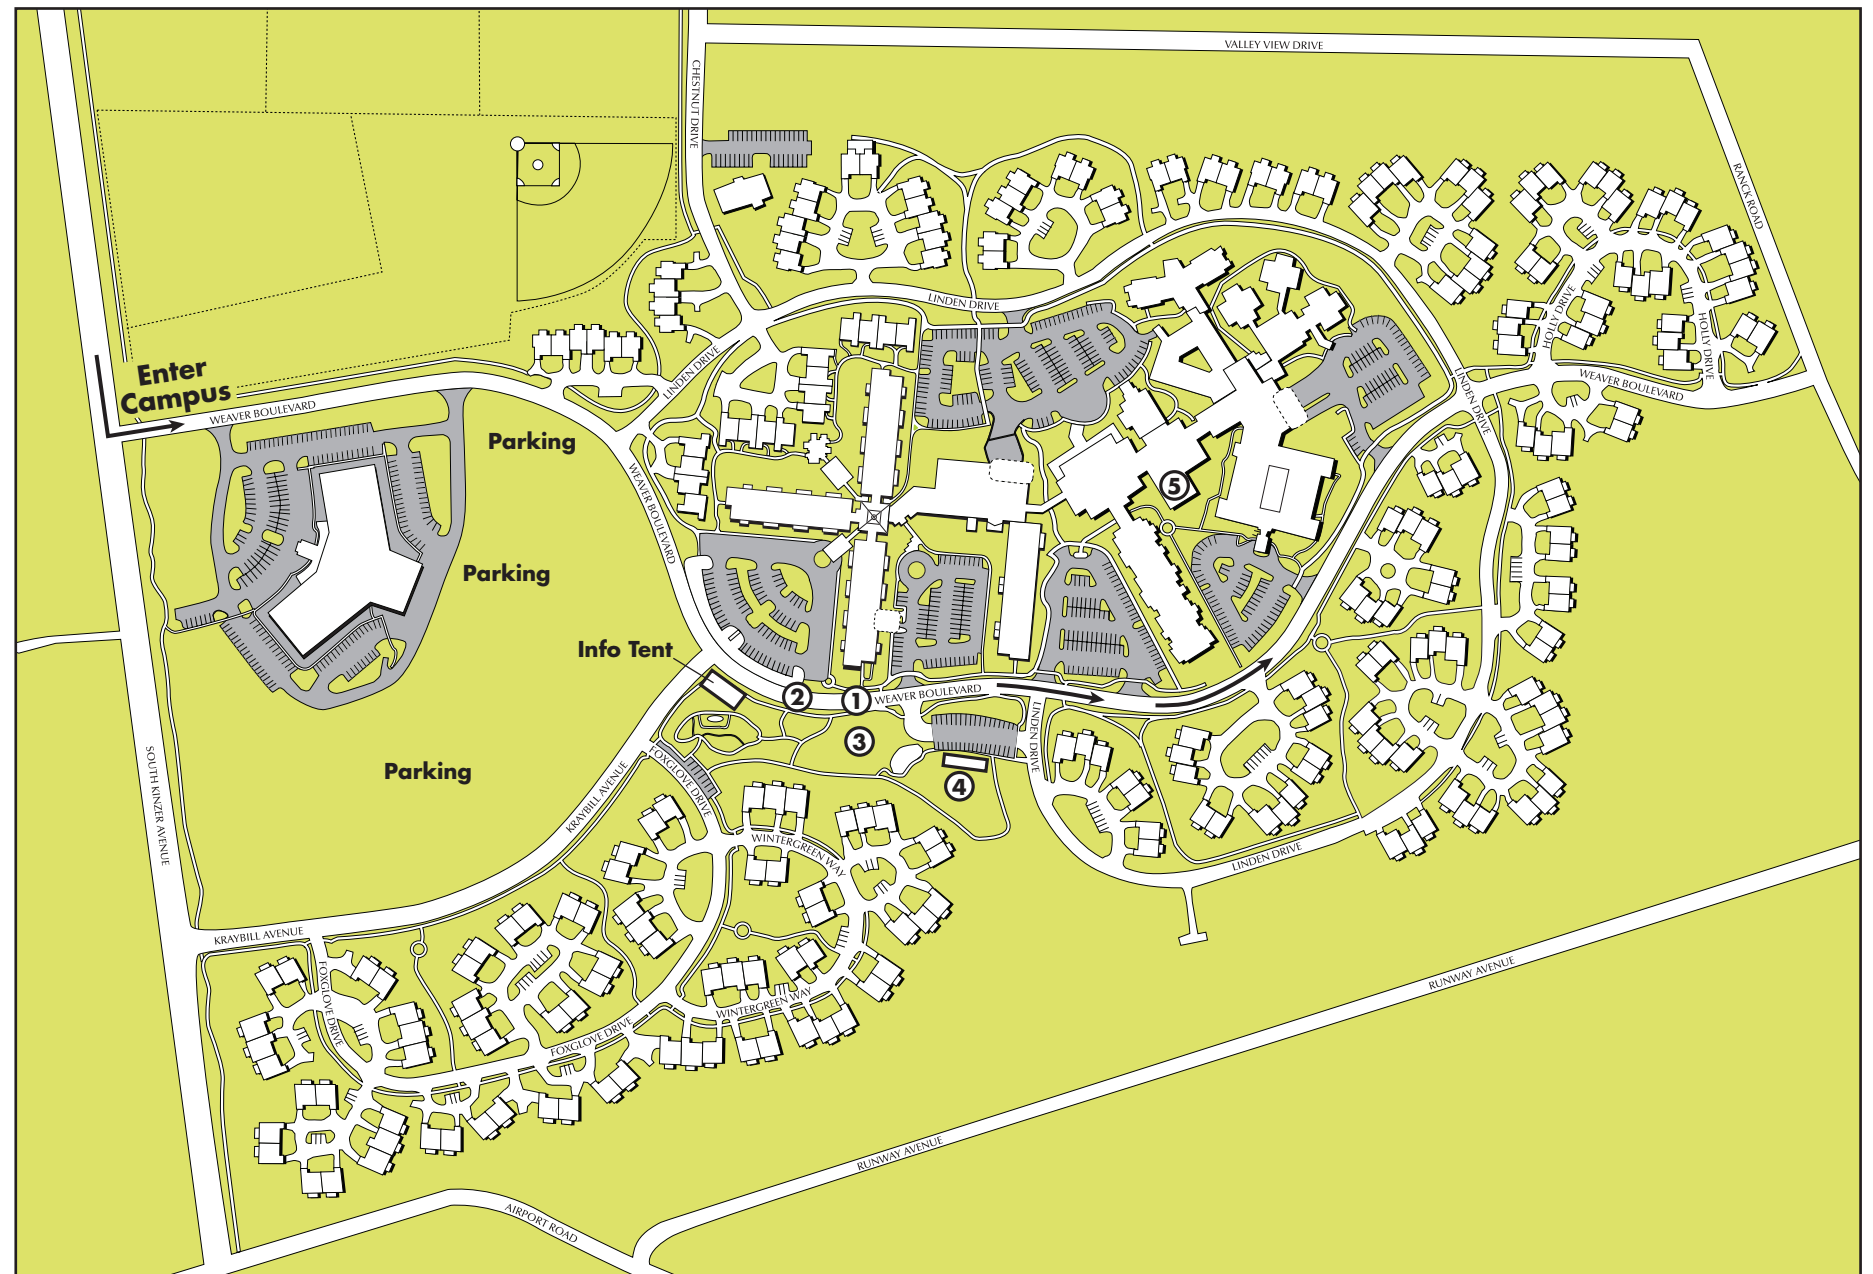 VALLEY VIEW DRIVE
CHESTNUT DRIVE
RANCK ROAD
LINDEN DRIVE
HOLLY DRIVE
HOLLY DRIVE
LINDEN DRIVE
Enter
Campus
WEAVER BOULEVARD
WEAVER BOULEVARD
LINDEN DRIVE
Parking
WEAVER BOULEVARD
5
Parking
Info Tent
2
1
WEAVER BOULEVARD
LINDEN DRIVE
3
4
Parking
SOUTH KINZER AVENUE
FOXGLOVE DRIVE
KRAYBILL AVENUE
WINTERGREEN WAY
LINDEN DRIVE
KRAYBILL AVENUE
FOXGLOVE DRIVE
WINTERGREEN WAY
FOXGLOVE DRIVE
RUNWAY AVENUE
RUNWAY AVENUE
AIRPORT ROAD